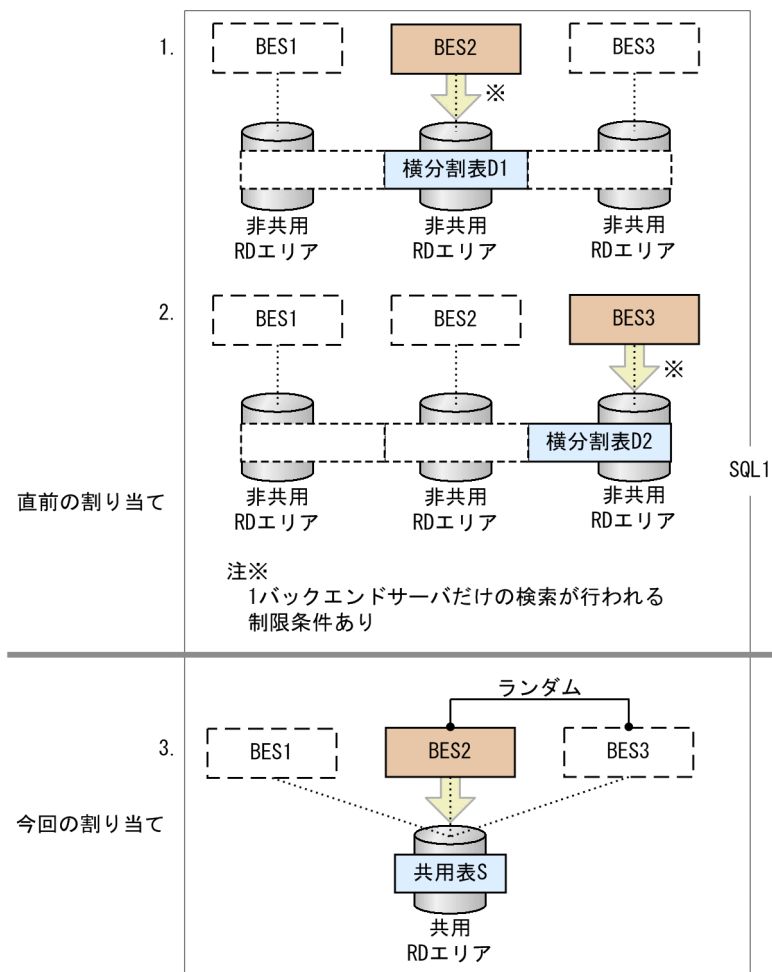 1.
BES1
BES2
BES3
※
横分割表D1
非共用
RDエリア
非共用
RDエリア
非共用
RDエリア
2.
BES1
BES2
BES3
※
横分割表D2
SQL1
直前の割り当て
非共用
RDエリア
非共用
RDエリア
非共用
RDエリア
注※
1バックエンドサーバだけの検索が行われる
制限条件あり
ランダム
3.
BES1
BES2
BES3
今回の割り当て
共用表S
共用
RDエリア